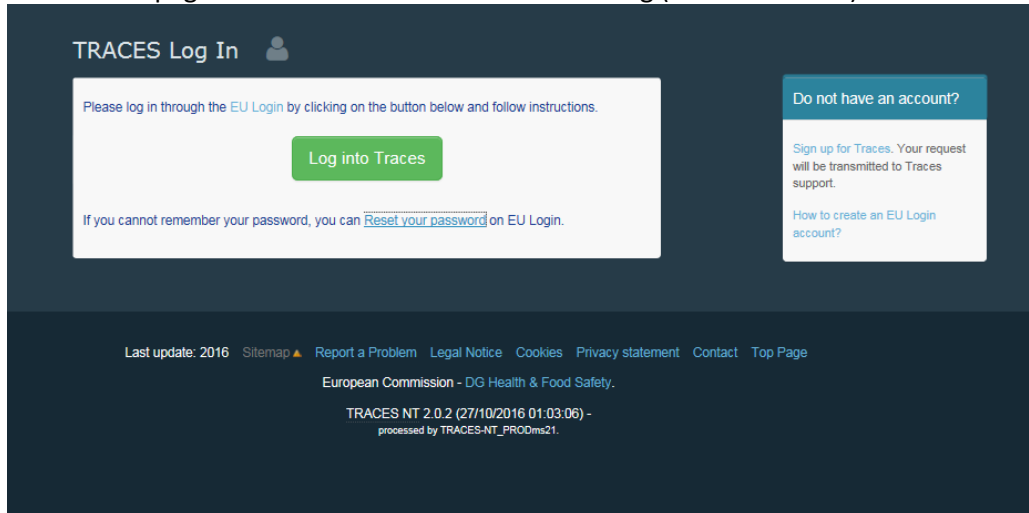 TRACES Log In
Please log in through the EU Login by clicking on the button below and follow instructions.
Log into Traces
If you cannot remember your password, you can Reset your password on EU Login.
Do not have an account?
Sign up for Traces. Your request
will be transmitted to Traces
support.
How to create an EU Login
account?
Last update: 2016 Sitemap Report a Problem Legal Notice Cookies Privacy statement Contact Top Page
European Commission - DG Health & Food Safety.
TRACES NT 2.0.2 (27/10/2016 01:03:06) -
processed by TRACES-NT_PRODms21.